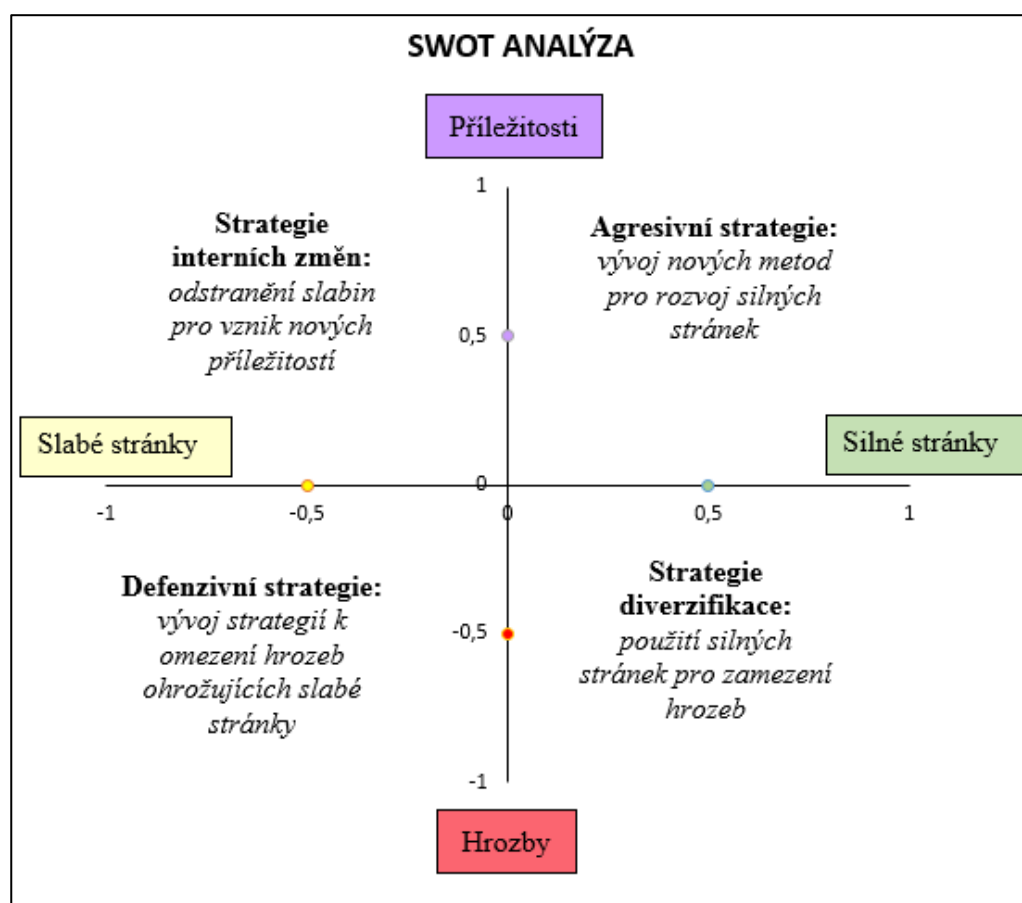 SWOT ANALÝZA
Příležitosti
1
Strategie
interních změn:
odstranění slabin
pro vznik nových
příležitostí
Agresivní strategie:
vývoj nových metod
pro rozvoj silných
stránek
0,5
Slabé stránky
Silné stránky
0
-1
-0,5
0
0,5
1
Defenzivní strategie:
vývoj strategií k
omezení hrozeb
ohrožujících slabé
stránky
Strategie
diverzifikace:
použití silných
stránek pro zamezení
hrozeb
-0,5
-1
Hrozby